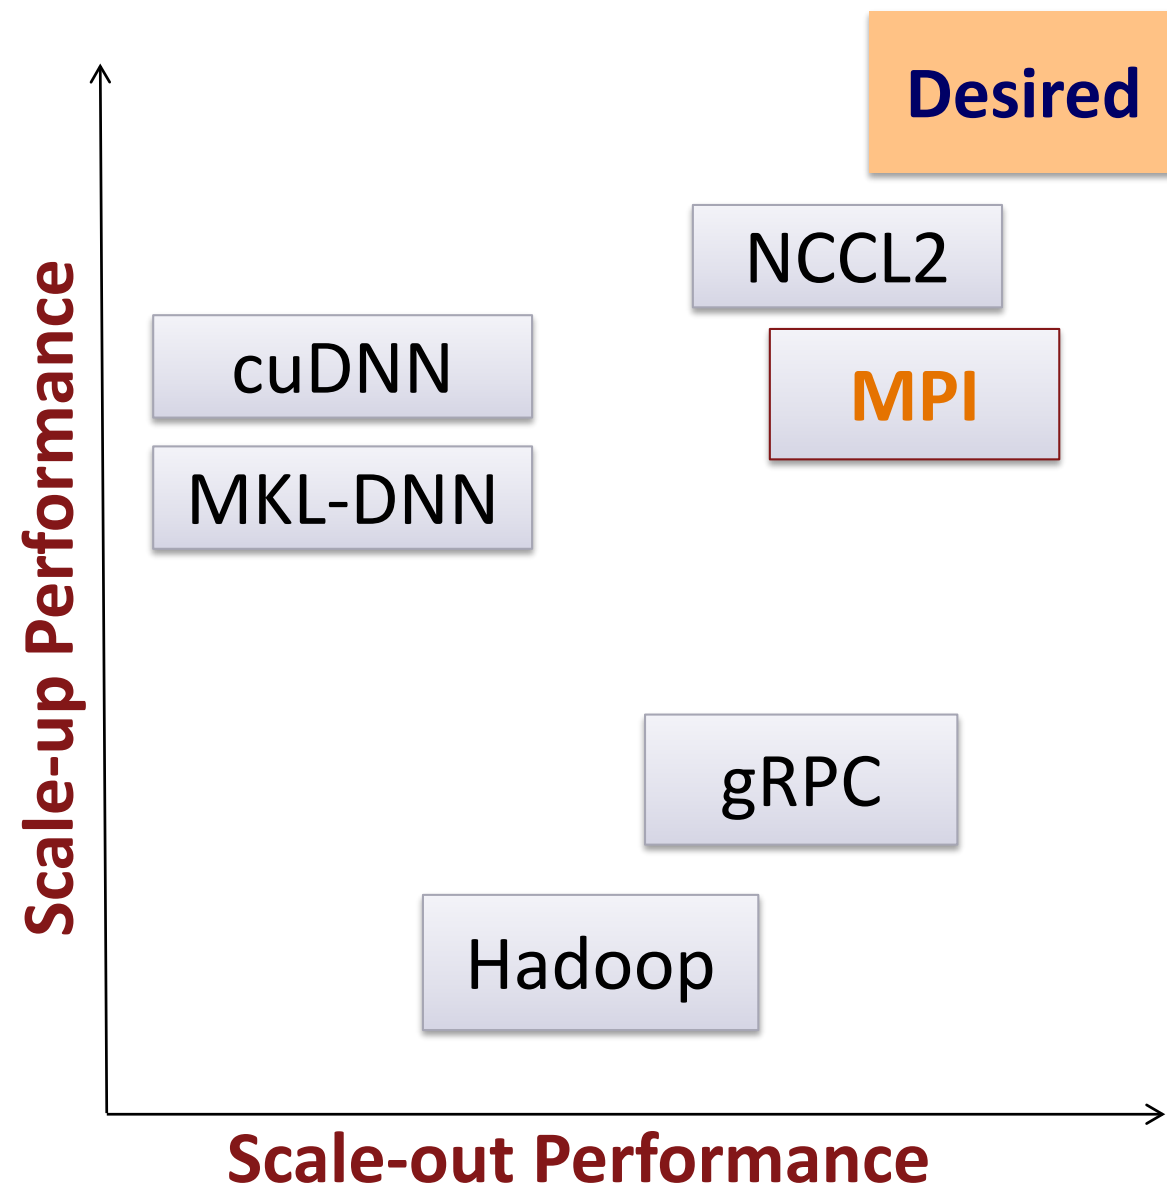 Desired
NCCL2
cuDNN
MPI
MKL-DNN
Scale-up Performance
gRPC
Hadoop
Scale-out Performance